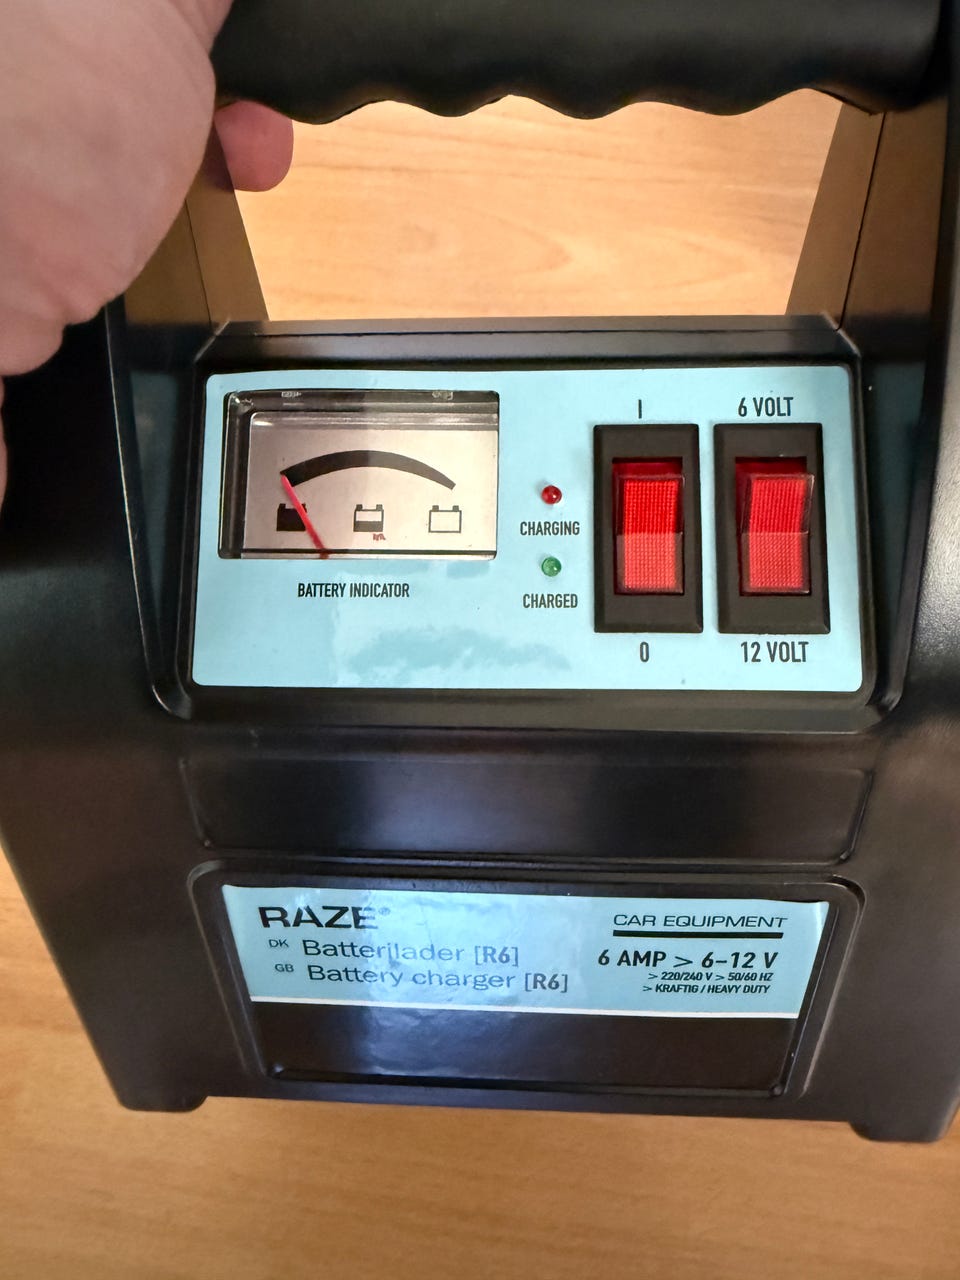 I
6 VOLT
CHARGING
CHARGED
BATTERY INDICATOR
0
12 VOLT
RAZE®
CAR EQUIPMENT
DK Batterilader [R6]
GB Battery charger [R6]
6 AMP > 6–12 V
> 220/240 V > 50/60 HZ
> KRAFTIG / HEAVY DUTY